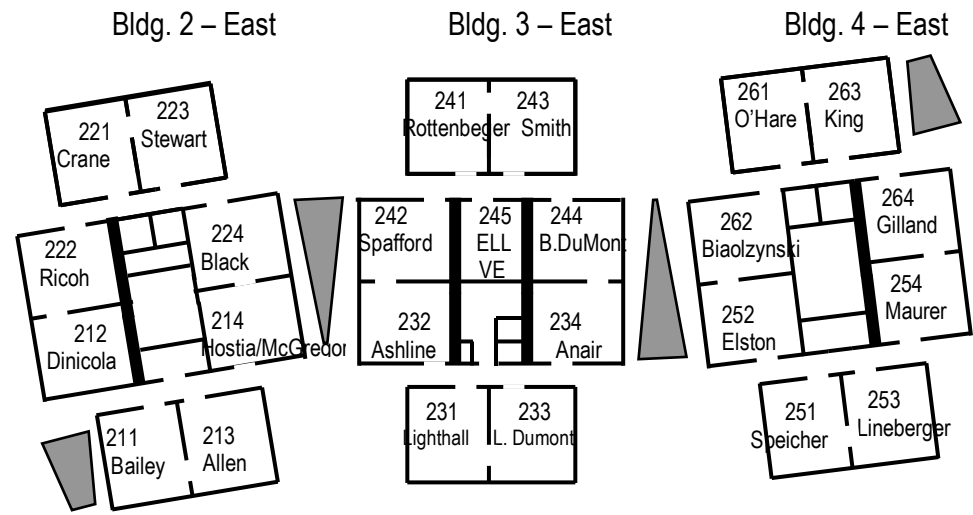 Bldg. 2 – East
221
Crane
223
Stewart
222
Ricoh
224
Black
212
Dinicola
214
Hostia/McGredor
211
Bailey
213
Allen
Bldg. 3 – East
241
Rottenbeger
243
Smith
242
Spafford
245
ELL
VE
244
B.DuMont
232
Ashline
234
Anair
231
Lighthall
233
L. Dumont
Bldg. 4 – East
261
O'Hare
263
King
262
Biaolzynski
264
Gilland
252
Elston
254
Maurer
251
Speicher
253
Lineberger